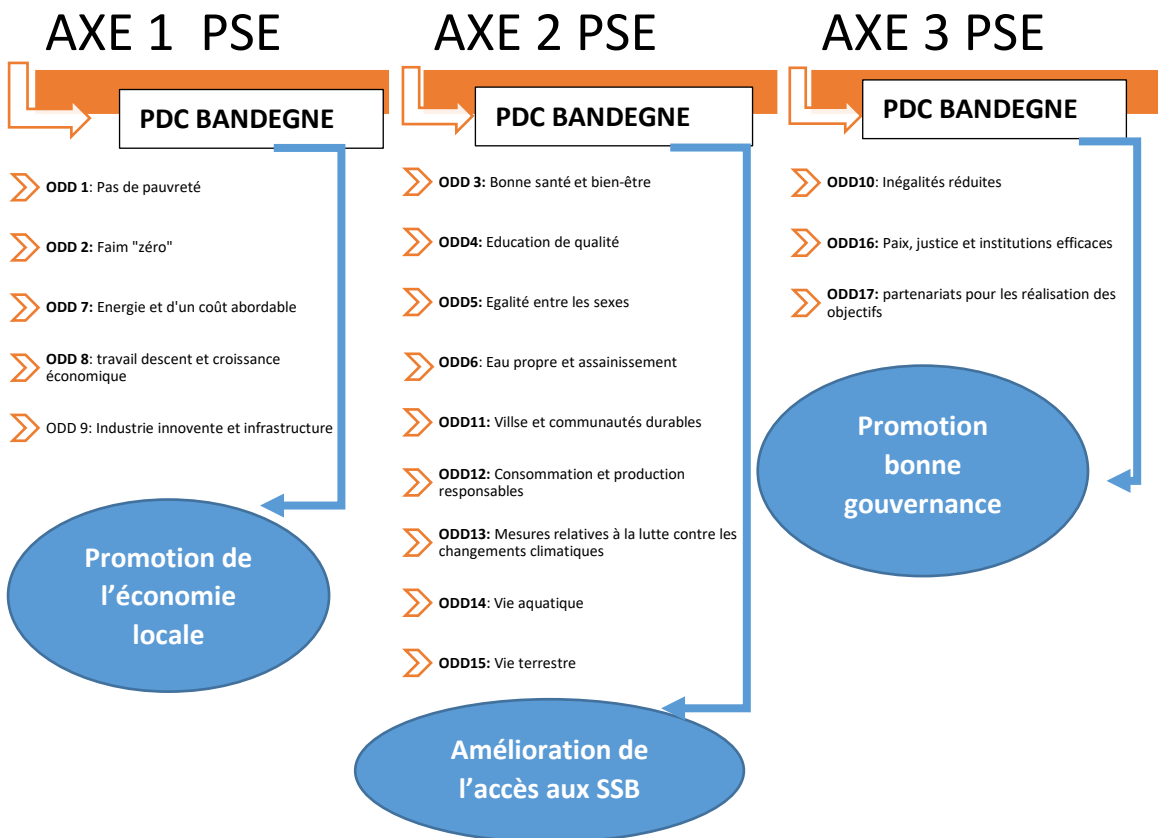 AXE 1 PSE
PDC BANDEGNE
ODD 1: Pas de pauvreté
ODD 2: Faim "zéro"
ODD 7: Energie et d'un coût abordable
ODD 8: travail descent et croissance
économique
ODD 9: Industrie innovente et infrastructure
Promotion de
l’économie
locale
AXE 2 PSE
PDC BANDEGNE
ODD 3: Bonne santé et bien-être
ODD4: Education de qualité
ODD5: Egalité entre les sexes
ODD6: Eau propre et assainissement
ODD11: Villse et communautés durables
ODD12: Consommation et production
responsables
ODD13: Mesures relatives à la lutte contre les
changements climatiques
ODD14: Vie aquatique
ODD15: Vie terrestre
Amélioration de
l’accès aux SSB
AXE 3 PSE
PDC BANDEGNE
ODD10: Inégalités réduites
ODD16: Paix, justice et institutions efficaces
ODD17: partenariats pour les réalisation des
objectifs
Promotion
bonne
gouvernance